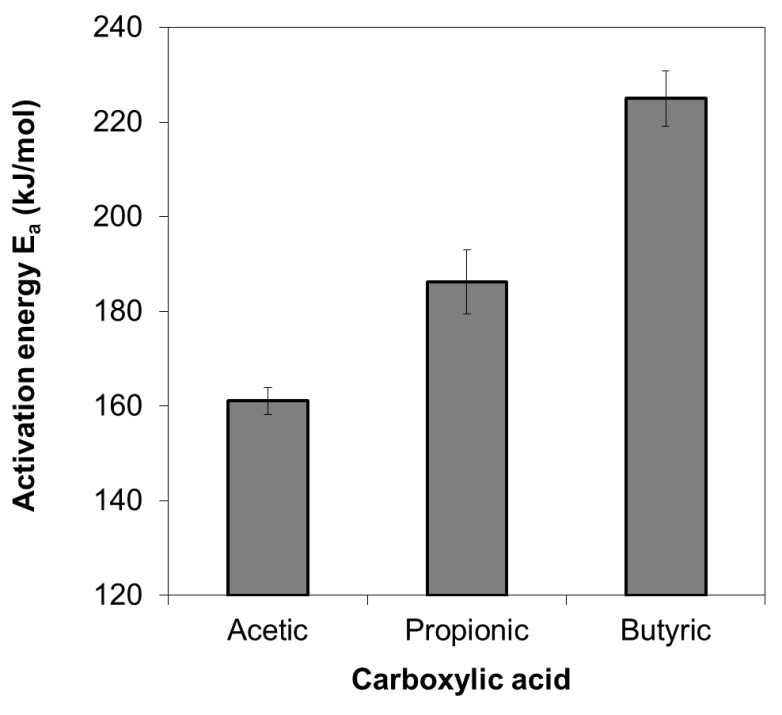 240
220
200
180
160
140
120
Activation energy Ea (kJ/mol)
Acetic Propionic Butyric
Carboxylic acid